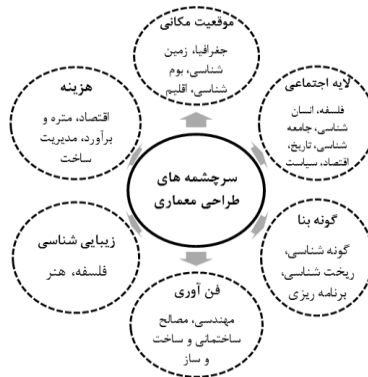 موقعیت مکانی
جفرافیا، زمین
شناسی، بوم
شناسی، اقلیم
لایه اجتماعی
فلسفه، انسان
شناسی، جامعه
شناسی، تاریخ،
اقتصاد، سیاست
گونه بنا
گونه شناسی،
ریخت شناسی،
برنامه ریزی
فن آوری
مهندسی، مصالح
ساختمانی و ساخت
و ساز
زیبایی شناسی
فلسفه، هنر
هزینه
اقتصاد، متره و
برآورد، مدیریت
ساخت
سرچشمه های
طراحی معماری